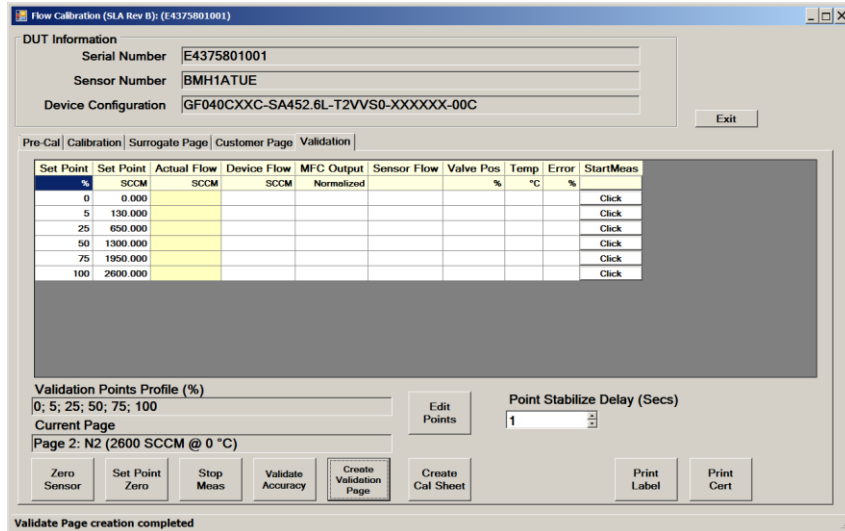 Flow Calibration (SLA Rev B): (E4375801001)
DUT Information
Serial Number E4375801001
Sensor Number BMH1ATUE
Device Configuration GF040CXXC-SA452.6L-T2VVS0-XXXXXX-00C
Exit
Pre-Cal Calibration Surrogate Page Customer Page Validation
Set Point Set Point Actual Flow Device Flow MFC Output Sensor Flow Valve Pos Temp Error StartMeas
% SCCM SCCM SCCM Normalized % °C %
0 0.000 Click
5 130.000 Click
25 650.000 Click
50 1300.000 Click
75 1950.000 Click
100 2600.000 Click
Validation Points Profile (%)
0; 5; 25; 50; 75; 100
Edit Points
Point Stabilize Delay (Secs)
1
Current Page
Page 2: N2 (2600 SCCM @ 0 °C)
Zero Sensor
Set Point Zero
Stop Meas
Validate Accuracy
Create Validation Page
Create Cal Sheet
Print Label
Print Cert
Validate Page creation completed